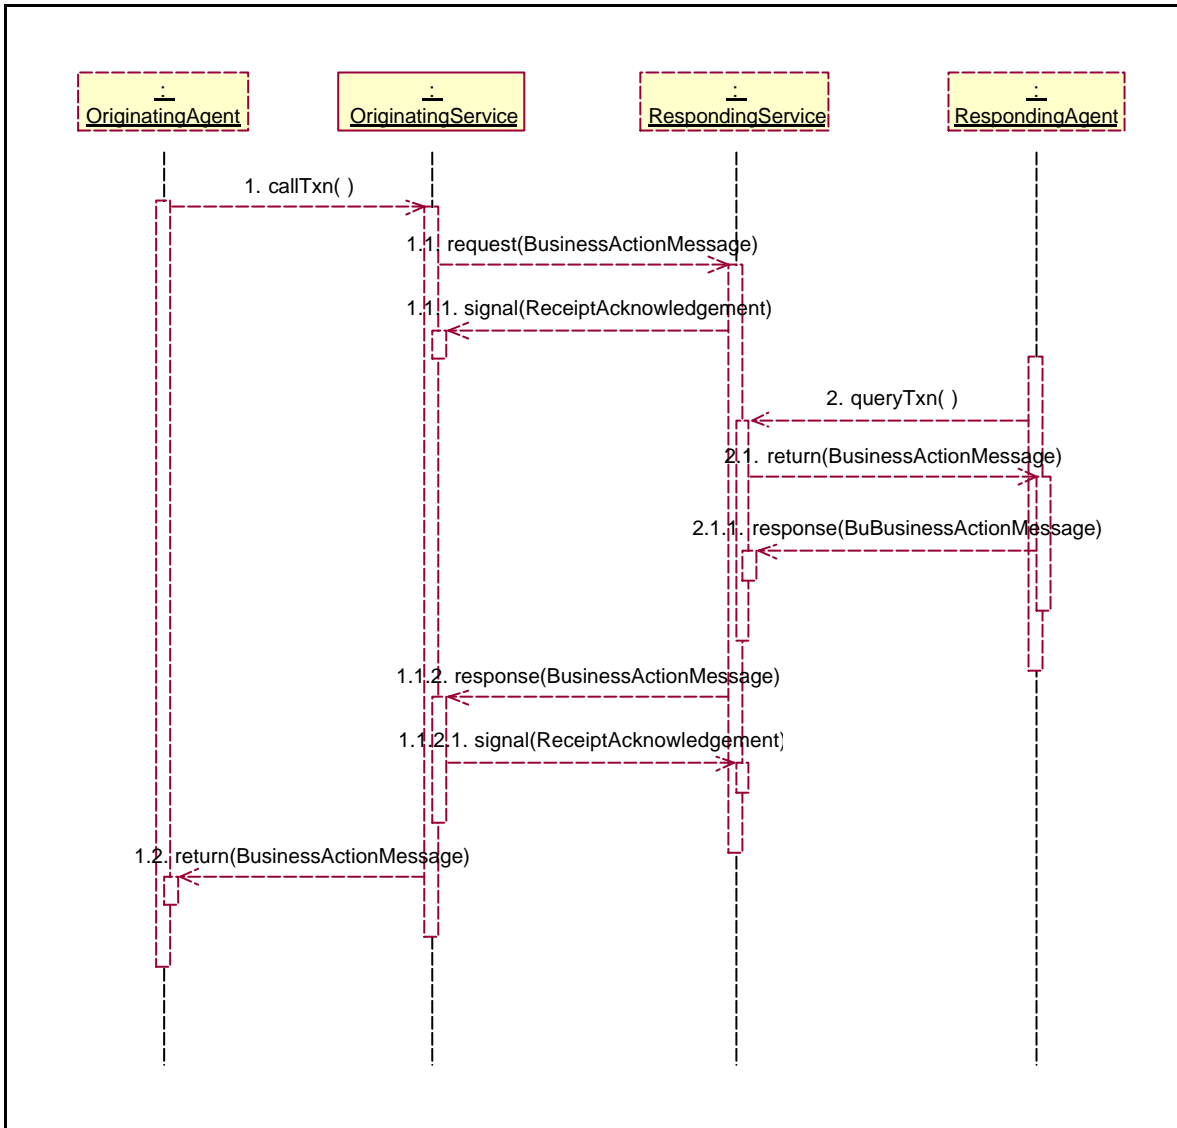 :
OriginatingAgent
:
OriginatingService
:
RespondingService
:
RespondingAgent
1. callTxn( )
1.1. request(BusinessActionMessage)
1.1.1. signal(ReceiptAcknowledgement)
2. queryTxn( )
2.1. return(BusinessActionMessage)
2.1.1. response(BuBusinessActionMessage)
1.1.2. response(BusinessActionMessage)
1.1.2.1. signal(ReceiptAcknowledgement)
1.2. return(BusinessActionMessage)